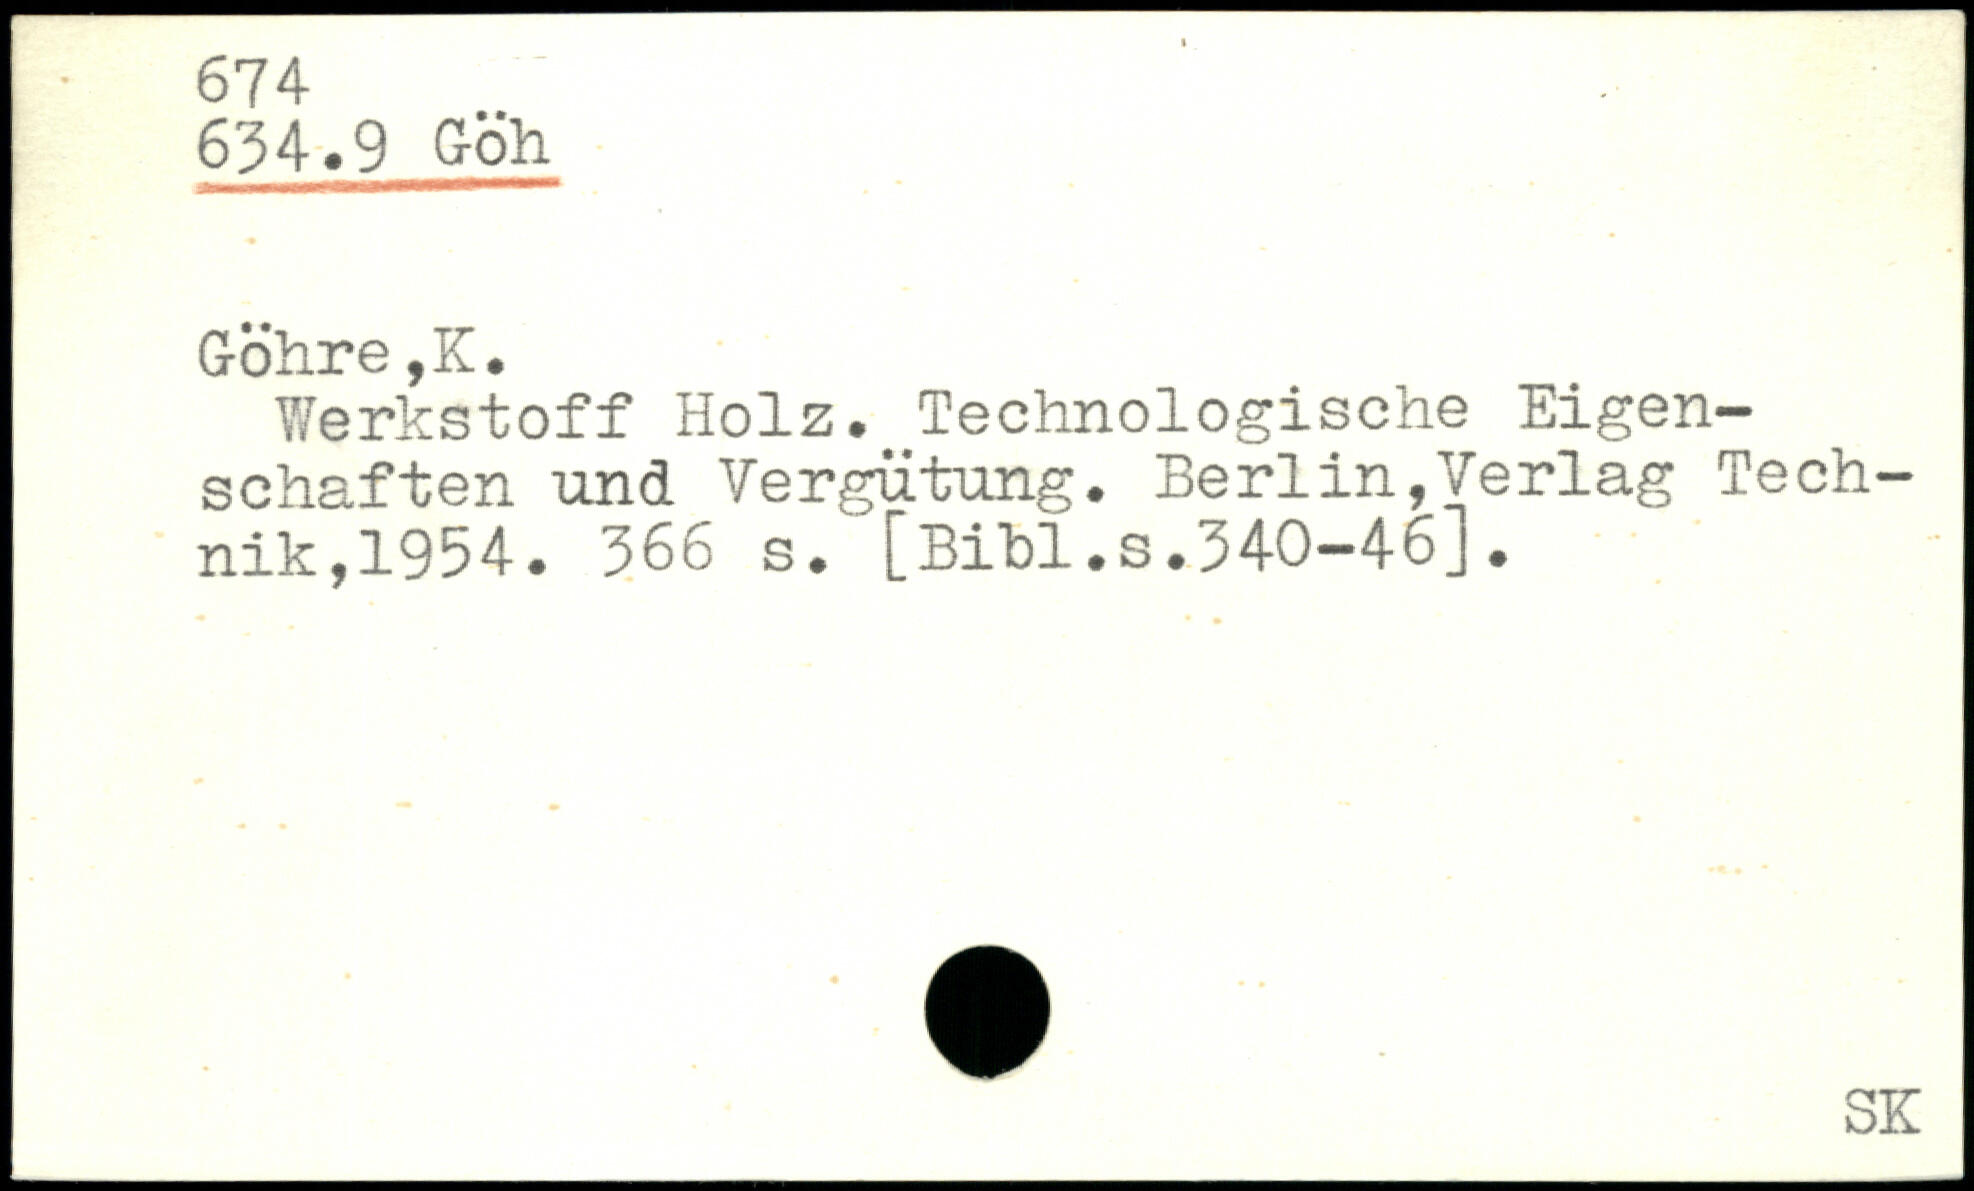 674
634.9 Göh
Göhre,K.
Werkstoff Holz. Technologische Eigen-
schaften und Vergütung. Berlin,Verlag Tech-
nik,1954. 366 s. [Bibl.s.340-46].
SK